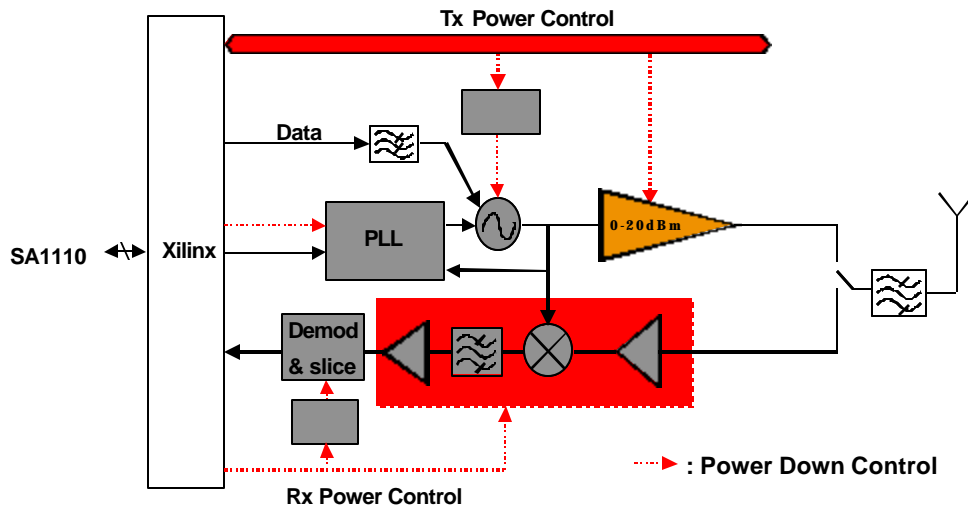 Tx Power Control
Data
PLL
0-20dBm
SA1110
Xilinx
Demod
& slice
: Power Down Control
Rx Power Control